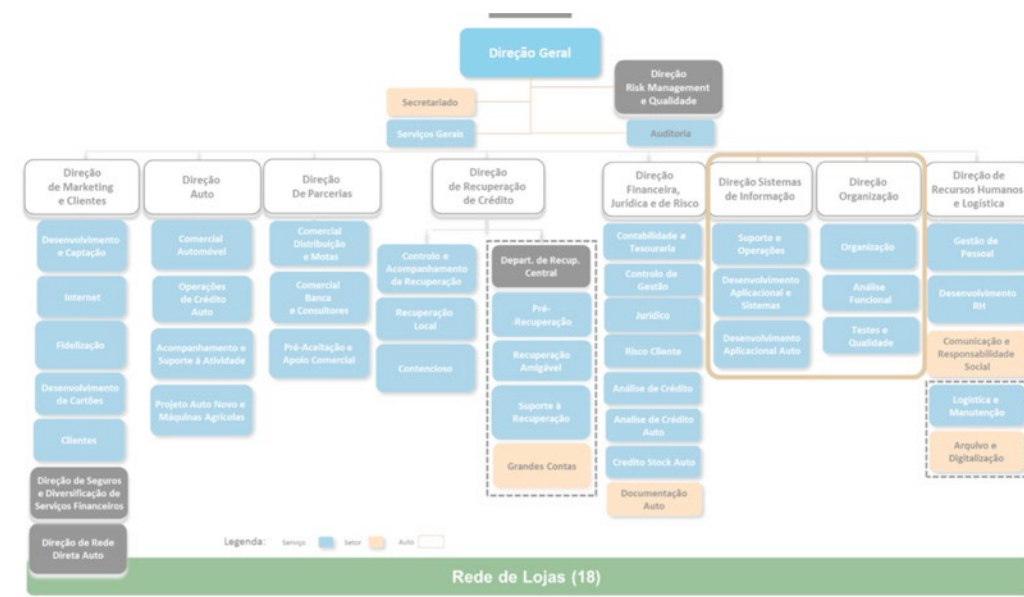 Direção Geral
Direção
Risk Management
e Qualidade
Secretariado
Serviços Gerais
Auditoria
Direção
de Marketing
e Clientes
Direção
Auto
Direção
De Parcerias
Direção
de Recuperação
de Crédito
Direção
Financeira,
Jurídica e de Risco
Direção Sistemas
de Informação
Direção
Organização
Direção de
Recursos Humanos
e Logística
Desenvolvimento
e Captação
Internet
Fidelização
Desenvolvimento
de Cartões
Clientes
Direção de Seguros
e Diversificação de
Serviços Financeiros
Direção de Rede
Direta Auto
Comercial
Automóvel
Operações
de Crédito
Auto
Acompanhamento e
Suporte à Atividade
Projeto Auto Novo e
Máquinas Agrícolas
Comercial
Distribuição
e Motas
Comercial
Banca
e Consultores
Pré-Aceitação e
Apoio Comercial
Controlo e
Acompanhamento
da Recuperação
Recuperação
Local
Contencioso
Depart. de Recup.
Central
Pré-
-Recuperação
Recuperação
Amigável
Suporte à
Recuperação
Grandes Contas
Contabilidade e
Tesouraria
Controlo de
Gestão
Jurídico
Risco Cliente
Análise de Crédito
Analise de Crédito
Auto
Credito Stock Auto
Documentação
Auto
Suporte e
Operações
Desenvolvimento
Aplicacional e
Sistemas
Desenvolvimento
Aplicacional Auto
Organização
Análise
Funcional
Testes e
Qualidade
Gestão de
Pessoal
Desenvolvimento
RH
Comunicação e
Responsabilidade
Social
Logística e
Manutenção
Arquivo e
Digitalização
Legenda: Serviço Setor Auto
Rede de Lojas (18)